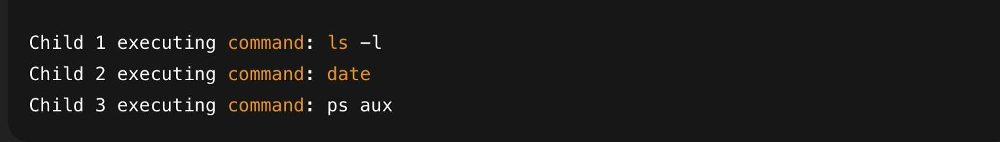 Child 1 executing command: ls -l
Child 2 executing command: date
Child 3 executing command: ps aux